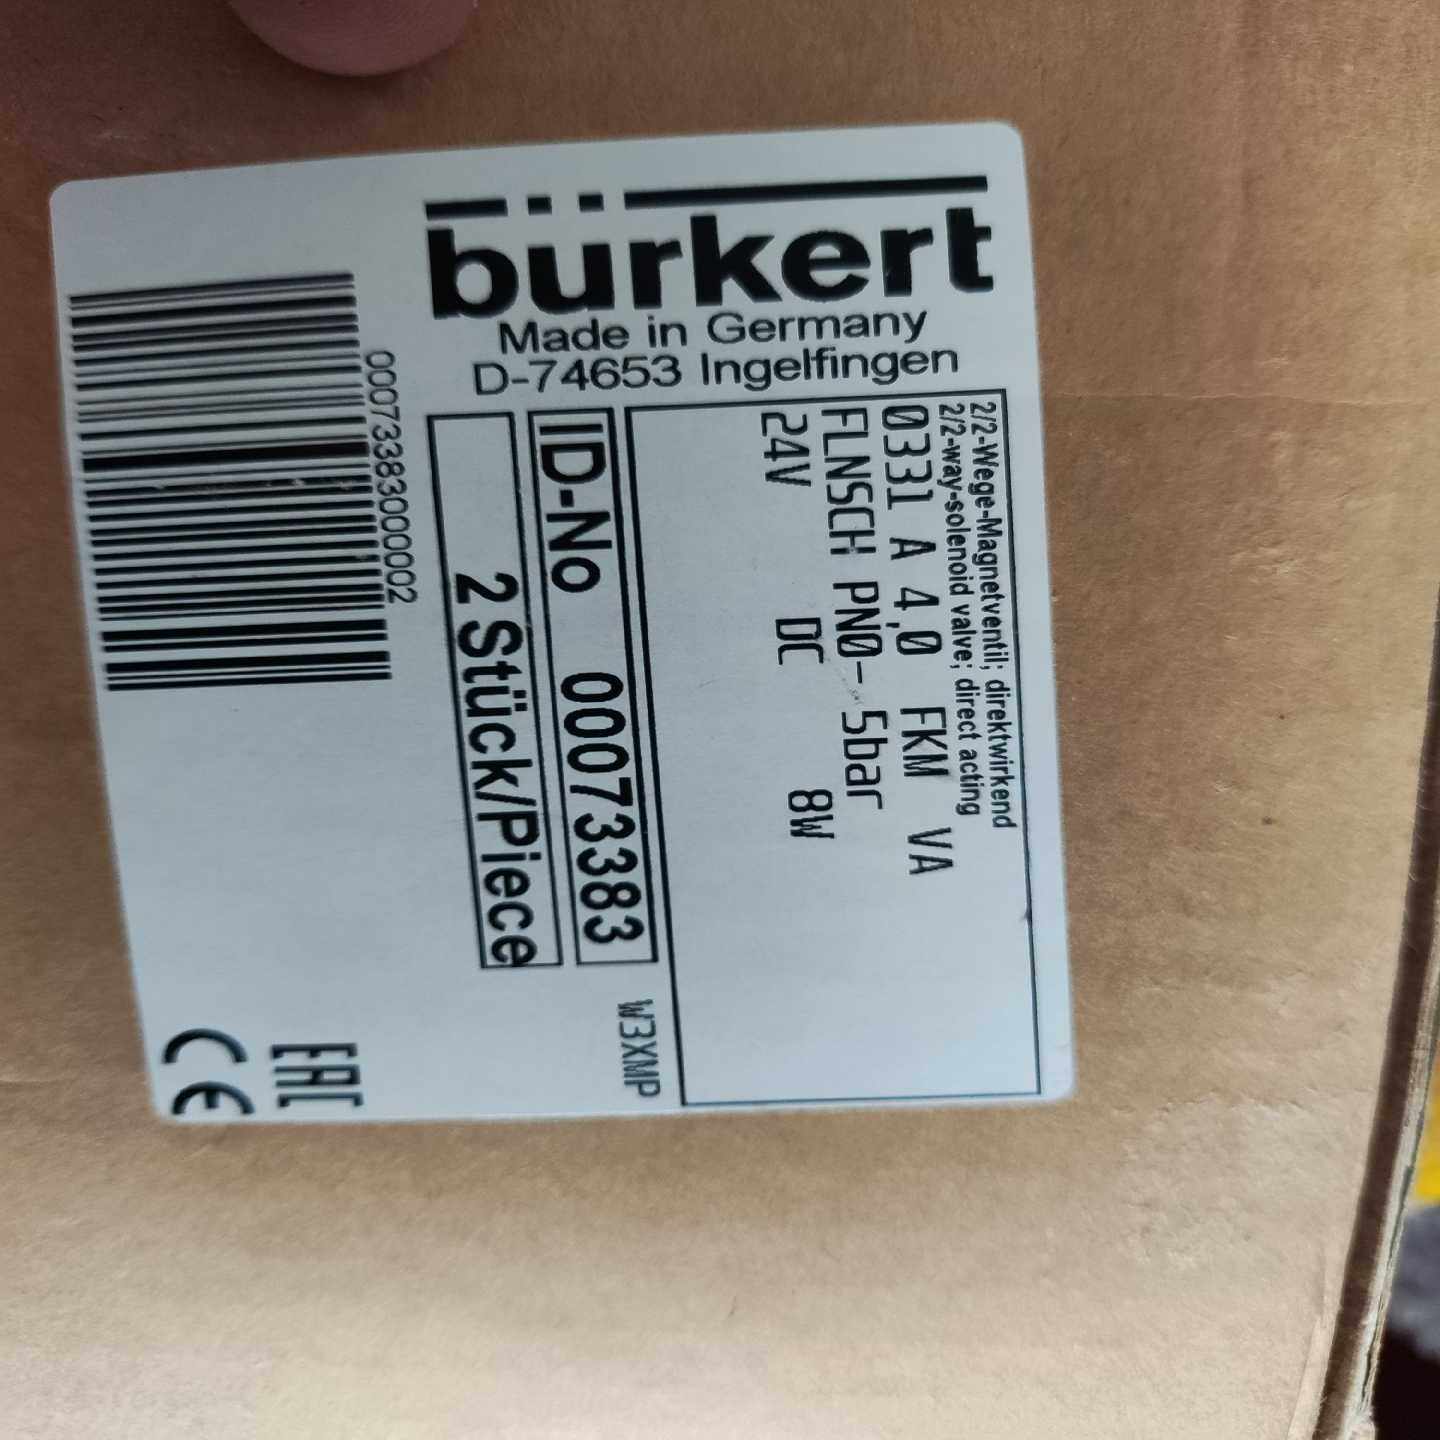 bürkert
Made in Germany
D-74653 Ingelfingen
2/2-Wege-Magnetventil; direktwirkend
2/2-way-solenoid valve; direct acting
0331 A 4,0 FKM VA
FLNSCH PN0- 5bar
24V DC 8W
ID-No 00073383
W3XMP
2 Stück/Piece
00073383000002
EAC
CE